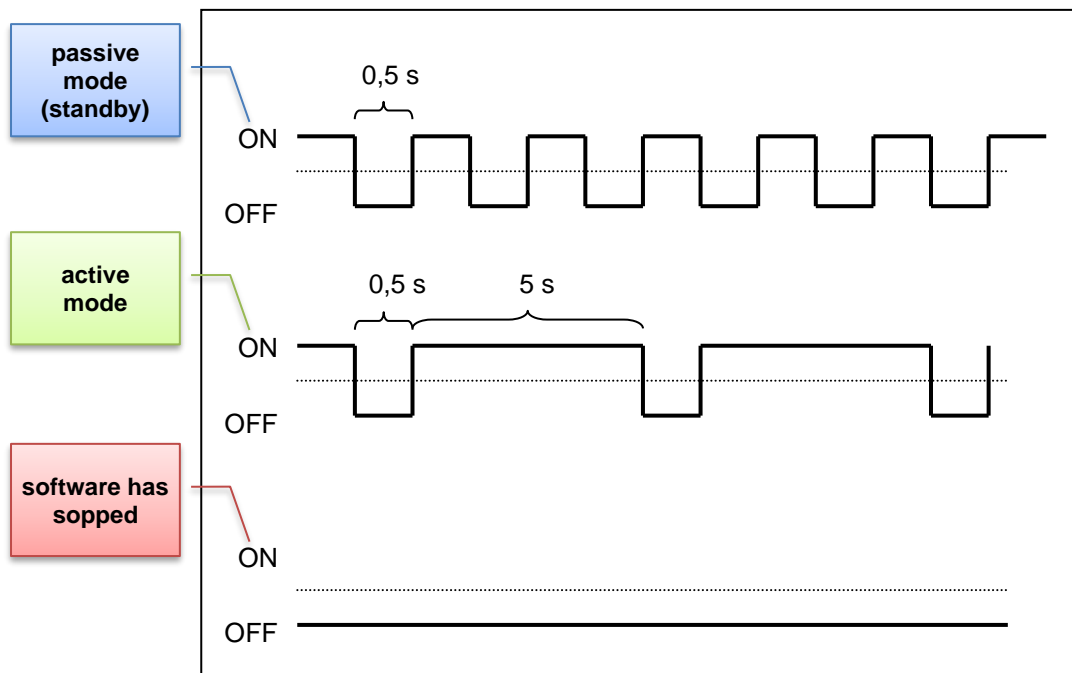 passive
mode
(standby)
0,5 s
ON
OFF
active
mode
0,5 s 5 s
ON
OFF
software has
sopped
ON
OFF